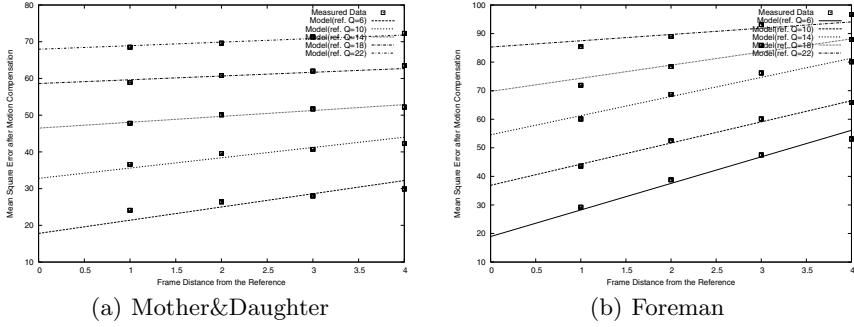 Mean Square Error after Motion Compensation
80
70
60
50
40
30
20
10
Measured Data
Model(ref. Q=6)
Model(ref. Q=10)
Model(ref. Q=14)
Model(ref. Q=18)
Model(ref. Q=22)
0 0.5 1 1.5 2 2.5 3 3.5 4
Frame Distance from the Reference
(a) Mother&Daughter
Mean Square Error after Motion Compensation
100
90
80
70
60
50
40
30
20
10
Measured Data
Model(ref. Q=6)
Model(ref. Q=10)
Model(ref. Q=14)
Model(ref. Q=18)
Model(ref. Q=22)
0 0.5 1 1.5 2 2.5 3 3.5 4
Frame Distance from the Reference
(b) Foreman